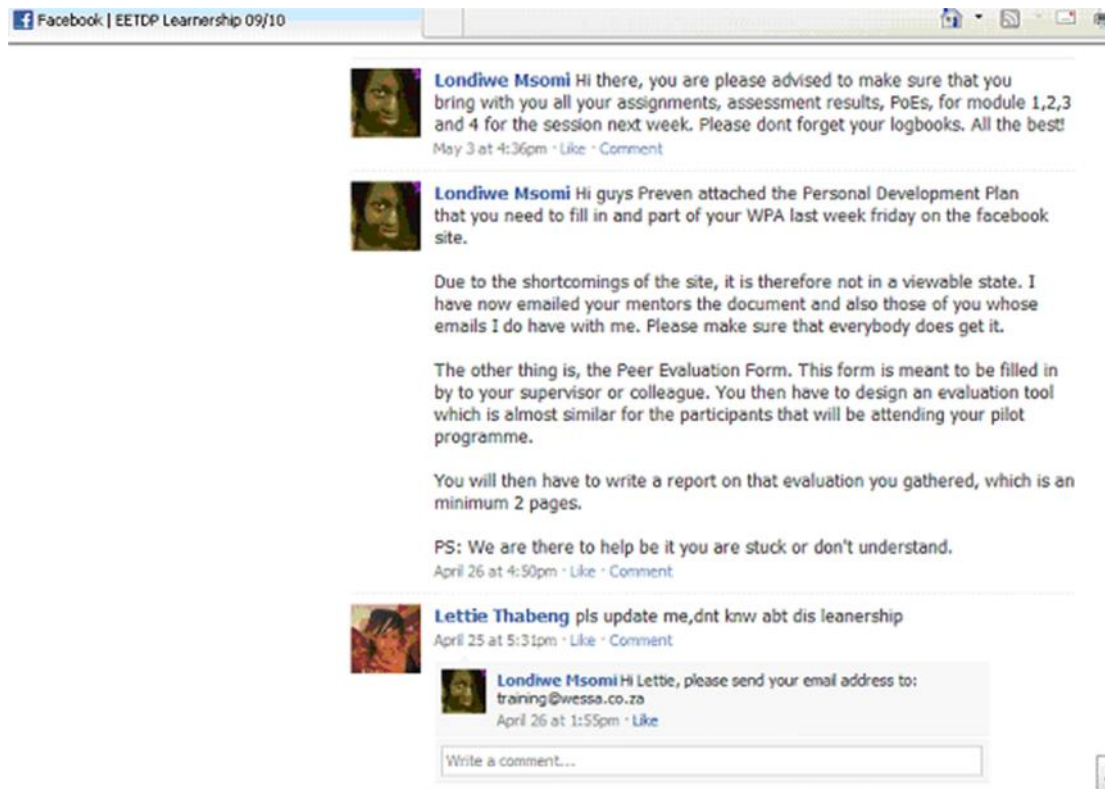 Facebook | EETDP Learnership 09/10
Londiwe Msomi Hi there, you are please advised to make sure that you
bring with you all your assignments, assessment results, PoEs, for module 1,2,3
and 4 for the session next week. Please dont forget your logbooks. All the best!
May 3 at 4:36pm · Like · Comment
Londiwe Msomi Hi guys Preven attached the Personal Development Plan
that you need to fill in and part of your WPA last week friday on the facebook
site.
Due to the shortcomings of the site, it is therefore not in a viewable state. I
have now emailed your mentors the document and also those of you whose
emails I do have with me. Please make sure that everybody does get it.
The other thing is, the Peer Evaluation Form. This form is meant to be filled in
by to your supervisor or colleague. You then have to design an evaluation tool
which is almost similar for the participants that will be attending your pilot
programme.
You will then have to write a report on that evaluation you gathered, which is an
minimum 2 pages.
PS: We are there to help be it you are stuck or don't understand.
April 26 at 4:50pm · Like · Comment
Lettie Thabeng pls update me,dnt knw abt dis leanership
April 25 at 5:31pm · Like · Comment
Londiwe Msomi Hi Lettie, please send your email address to:
training@wessa.co.za
April 26 at 1:55pm · Like
Write a comment...